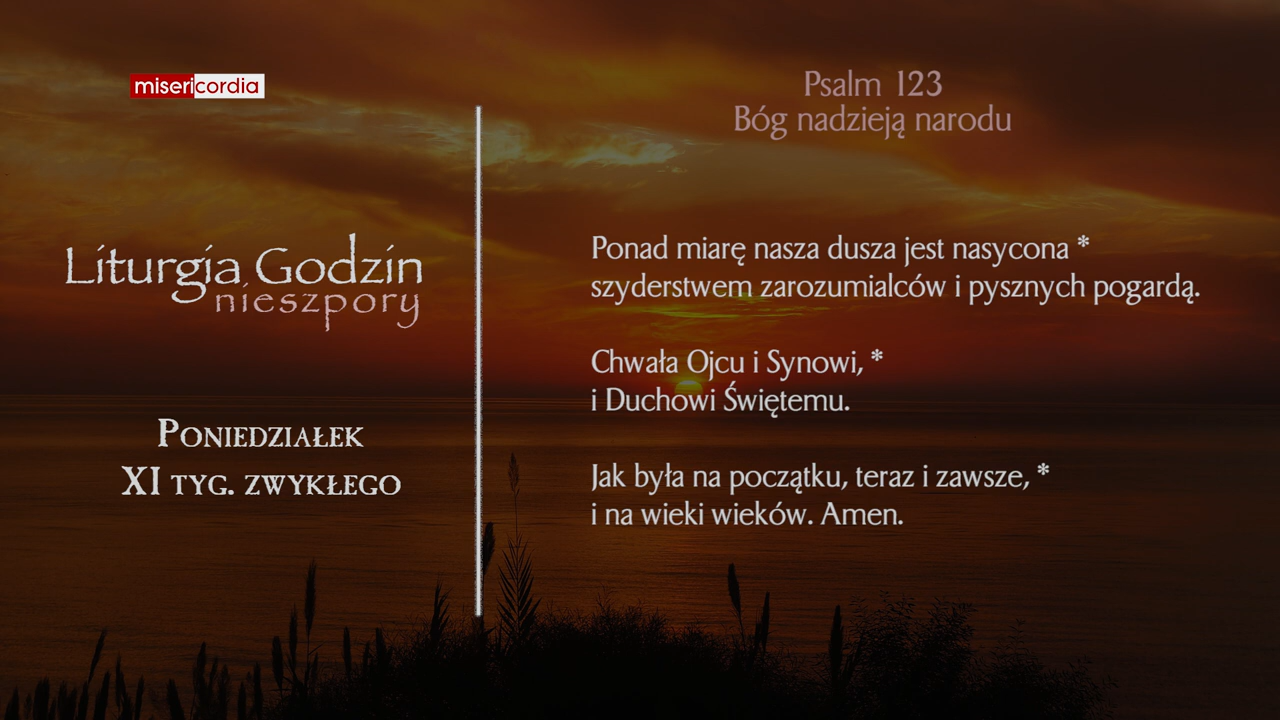 misericordia
Liturgia Godzin
nieszpory
Poniedziałek
XI tyg. zwykłego
Psalm 123
Bóg nadzieją narodu
Ponad miarę nasza dusza jest nasycona *
szyderstwem zarozumialców i pysznych pogardą.
Chwała Ojcu i Synowi, *
i Duchowi Świętemu.
Jak była na początku, teraz i zawsze, *
i na wieki wieków. Amen.